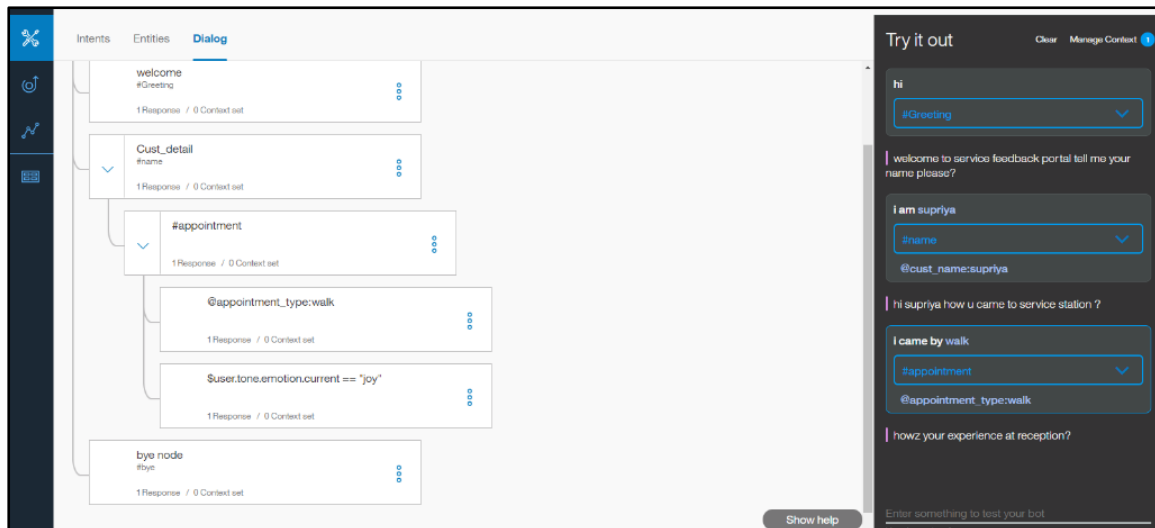 Intents Entities Dialog
welcome
#Greeting
1 Response / 0 Context set
Cust_detail
#name
1 Response / 0 Context set
#appointment
1 Response / 0 Context set
@appointment_type:walk
1 Response / 0 Context set
$user.tone.emotion.current == "joy"
1 Response / 0 Context set
bye node
#bye
1 Response / 0 Context set
Show help
Try it out Clear Manage Context 1
hi
#Greeting
welcome to service feedback portal tell me your
name please?
i am supriya
#name
@cust_name:supriya
hi supriya how u came to service station ?
i came by walk
#appointment
@appointment_type:walk
howz your experience at reception?
Enter something to test your bot